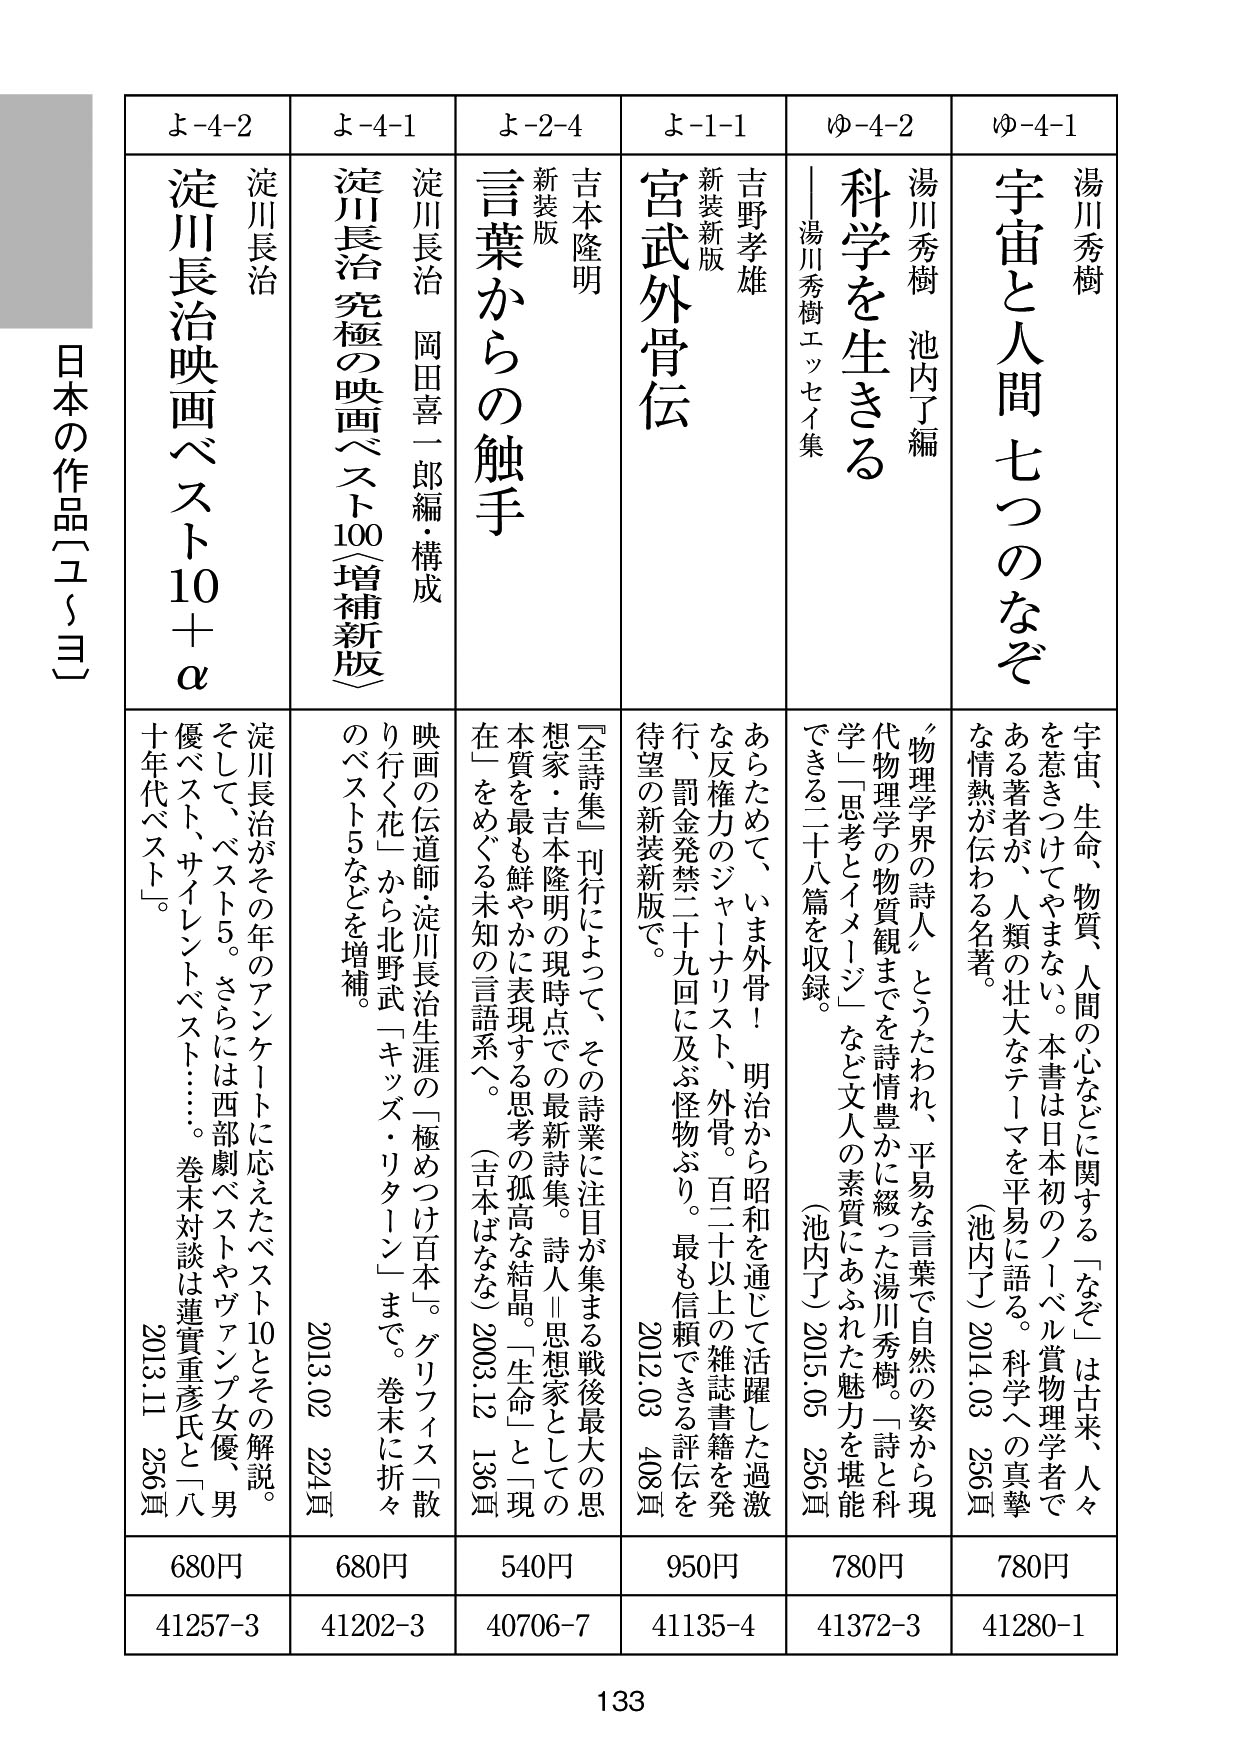 日本の作品〔ユ～ヨ〕
ゆ-4-1
湯川秀樹
宇宙と人間 七つのなぞ
宇宙、生命、物質、人間の心などに関する「なぞ」は古来、人々
を惹きつけてやまない。本書は日本初のノーベル賞物理学者で
ある著者が、人類の壮大なテーマを平易に語る。科学への真摯
な情熱が伝わる名著。　（池内了）2014.03　256頁
780円
41280-1
ゆ-4-2
湯川秀樹　池内了編
科学を生きる
――湯川秀樹エッセイ集
〝物理学界の詩人〟とうたわれ、平易な言葉で自然の姿から現
代物理学の物質観までを詩情豊かに綴った湯川秀樹。「詩と科
学」「思考とイメージ」など文人の素質にあふれた魅力を堪能
できる二十八篇を収録。　（池内了）2015.05　256頁
780円
41372-3
よ-1-1
吉野孝雄
新装新版
宮武外骨伝
あらためて、いま外骨！　明治から昭和を通じて活躍した過激
な反権力のジャーナリスト、外骨。百二十以上の雑誌書籍を発
行、罰金発禁二十九回に及ぶ怪物ぶり。最も信頼できる評伝を
待望の新装新版で。　2012.03　408頁
950円
41135-4
よ-2-4
吉本隆明
新装版
言葉からの触手
『全詩集』刊行によって、その詩業に注目が集まる戦後最大の思
想家・吉本隆明の現時点での最新詩集。詩人＝思想家としての
本質を最も鮮やかに表現する思考の孤高な結晶。「生命」と「現
在」をめぐる未知の言語系へ。　（吉本ばなな）2003.12　136頁
540円
40706-7
よ-4-1
淀川長治　岡田喜一郎編・構成
淀川長治 究極の映画ベスト100〈増補新版〉
映画の伝道師・淀川長治生涯の「極めつけ百本」。グリフィス「散
り行く花」から北野武「キッズ・リターン」まで。巻末に折々
のベスト5などを増補。
2013.02　224頁
680円
41202-3
よ-4-2
淀川長治
淀川長治映画ベスト10＋α
淀川長治がその年のアンケートに応えたベスト10とその解説。
そして、ベスト5。さらには西部劇ベストやヴァンプ女優、男
優ベスト、サイレントベスト……。巻末対談は蓮實重彦氏と「八
十年代ベスト」。　2013.11　256頁
680円
41257-3
133